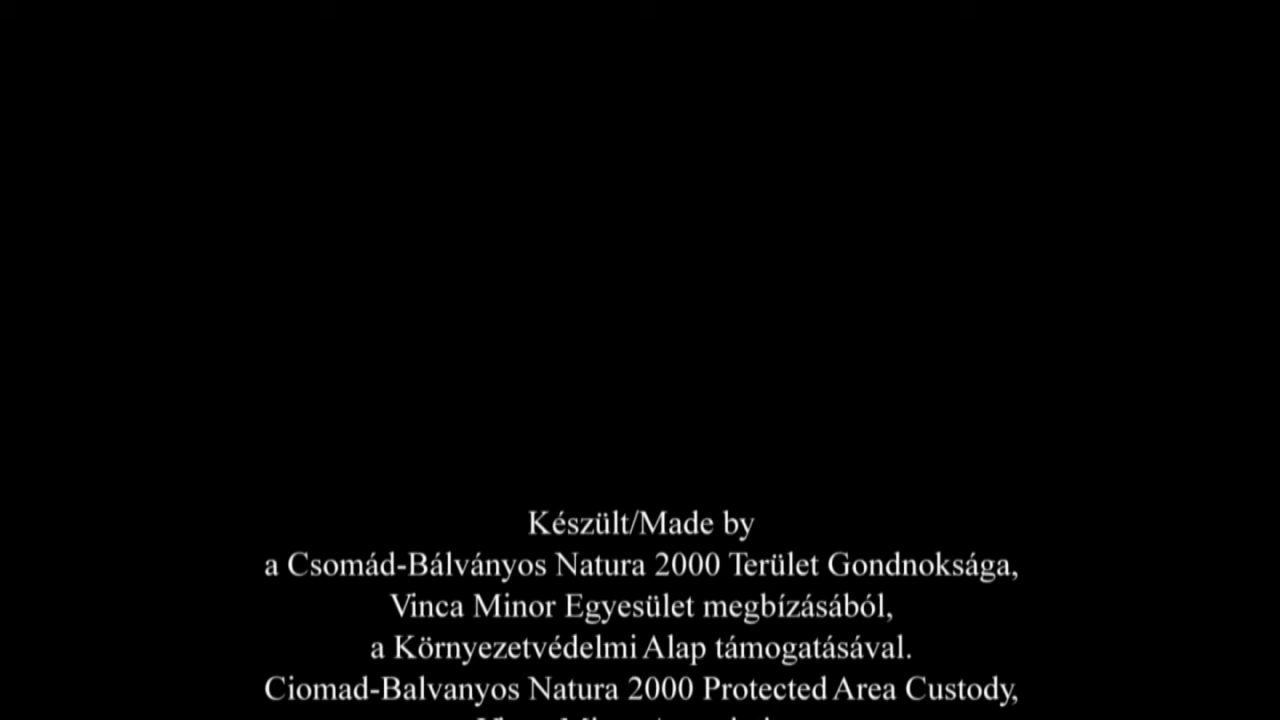 Készült/Made by
a Csomád-Bálványos Natura 2000 Terület Gondnoksága,
Vinca Minor Egyesület megbízásából,
a Környezetvédelmi Alap támogatásával.
Ciomad-Balvanyos Natura 2000 Protected Area Custody,